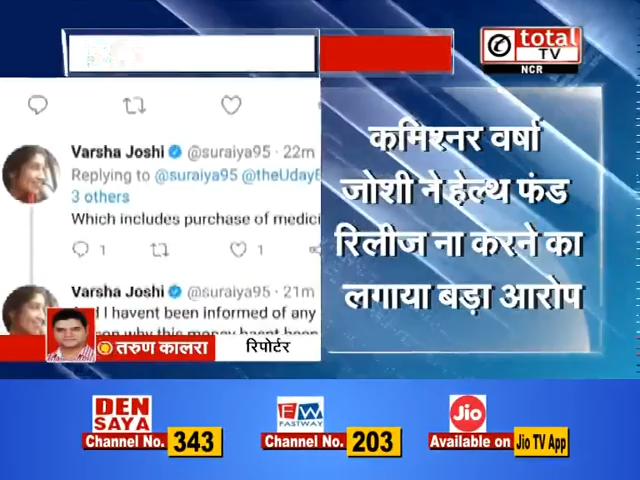 total
TV
NCR
Varsha Joshi @suraiya95 · 22m
Replying to @suraiya95
3 others
Which includes purchase of
1
1
Varsha Joshi @suraiya95 · 21m
I havent been informed of any
why this money hasnt been
कमिश्नर वर्षा
जोशी ने हेल्थ फंड
रिलीज ना करने का
लगाया बड़ा आरोप
तरुण कालरा
रिपोर्टर
DEN
SAYA
Channel No. 343
FW
FASTWAY
Channel No. 203
Jio
Available on Jio TV App